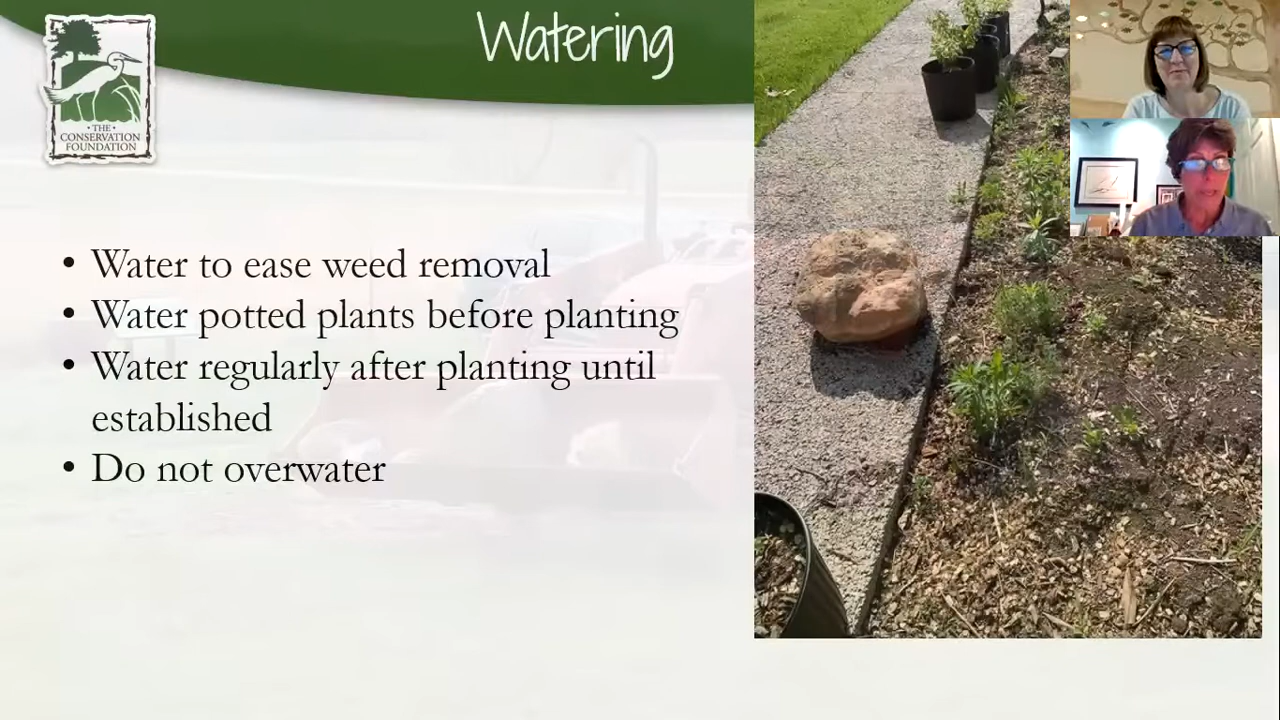 Watering
• THE •
CONSERVATION
FOUNDATION
• Water to ease weed removal
• Water potted plants before planting
• Water regularly after planting until
established
• Do not overwater